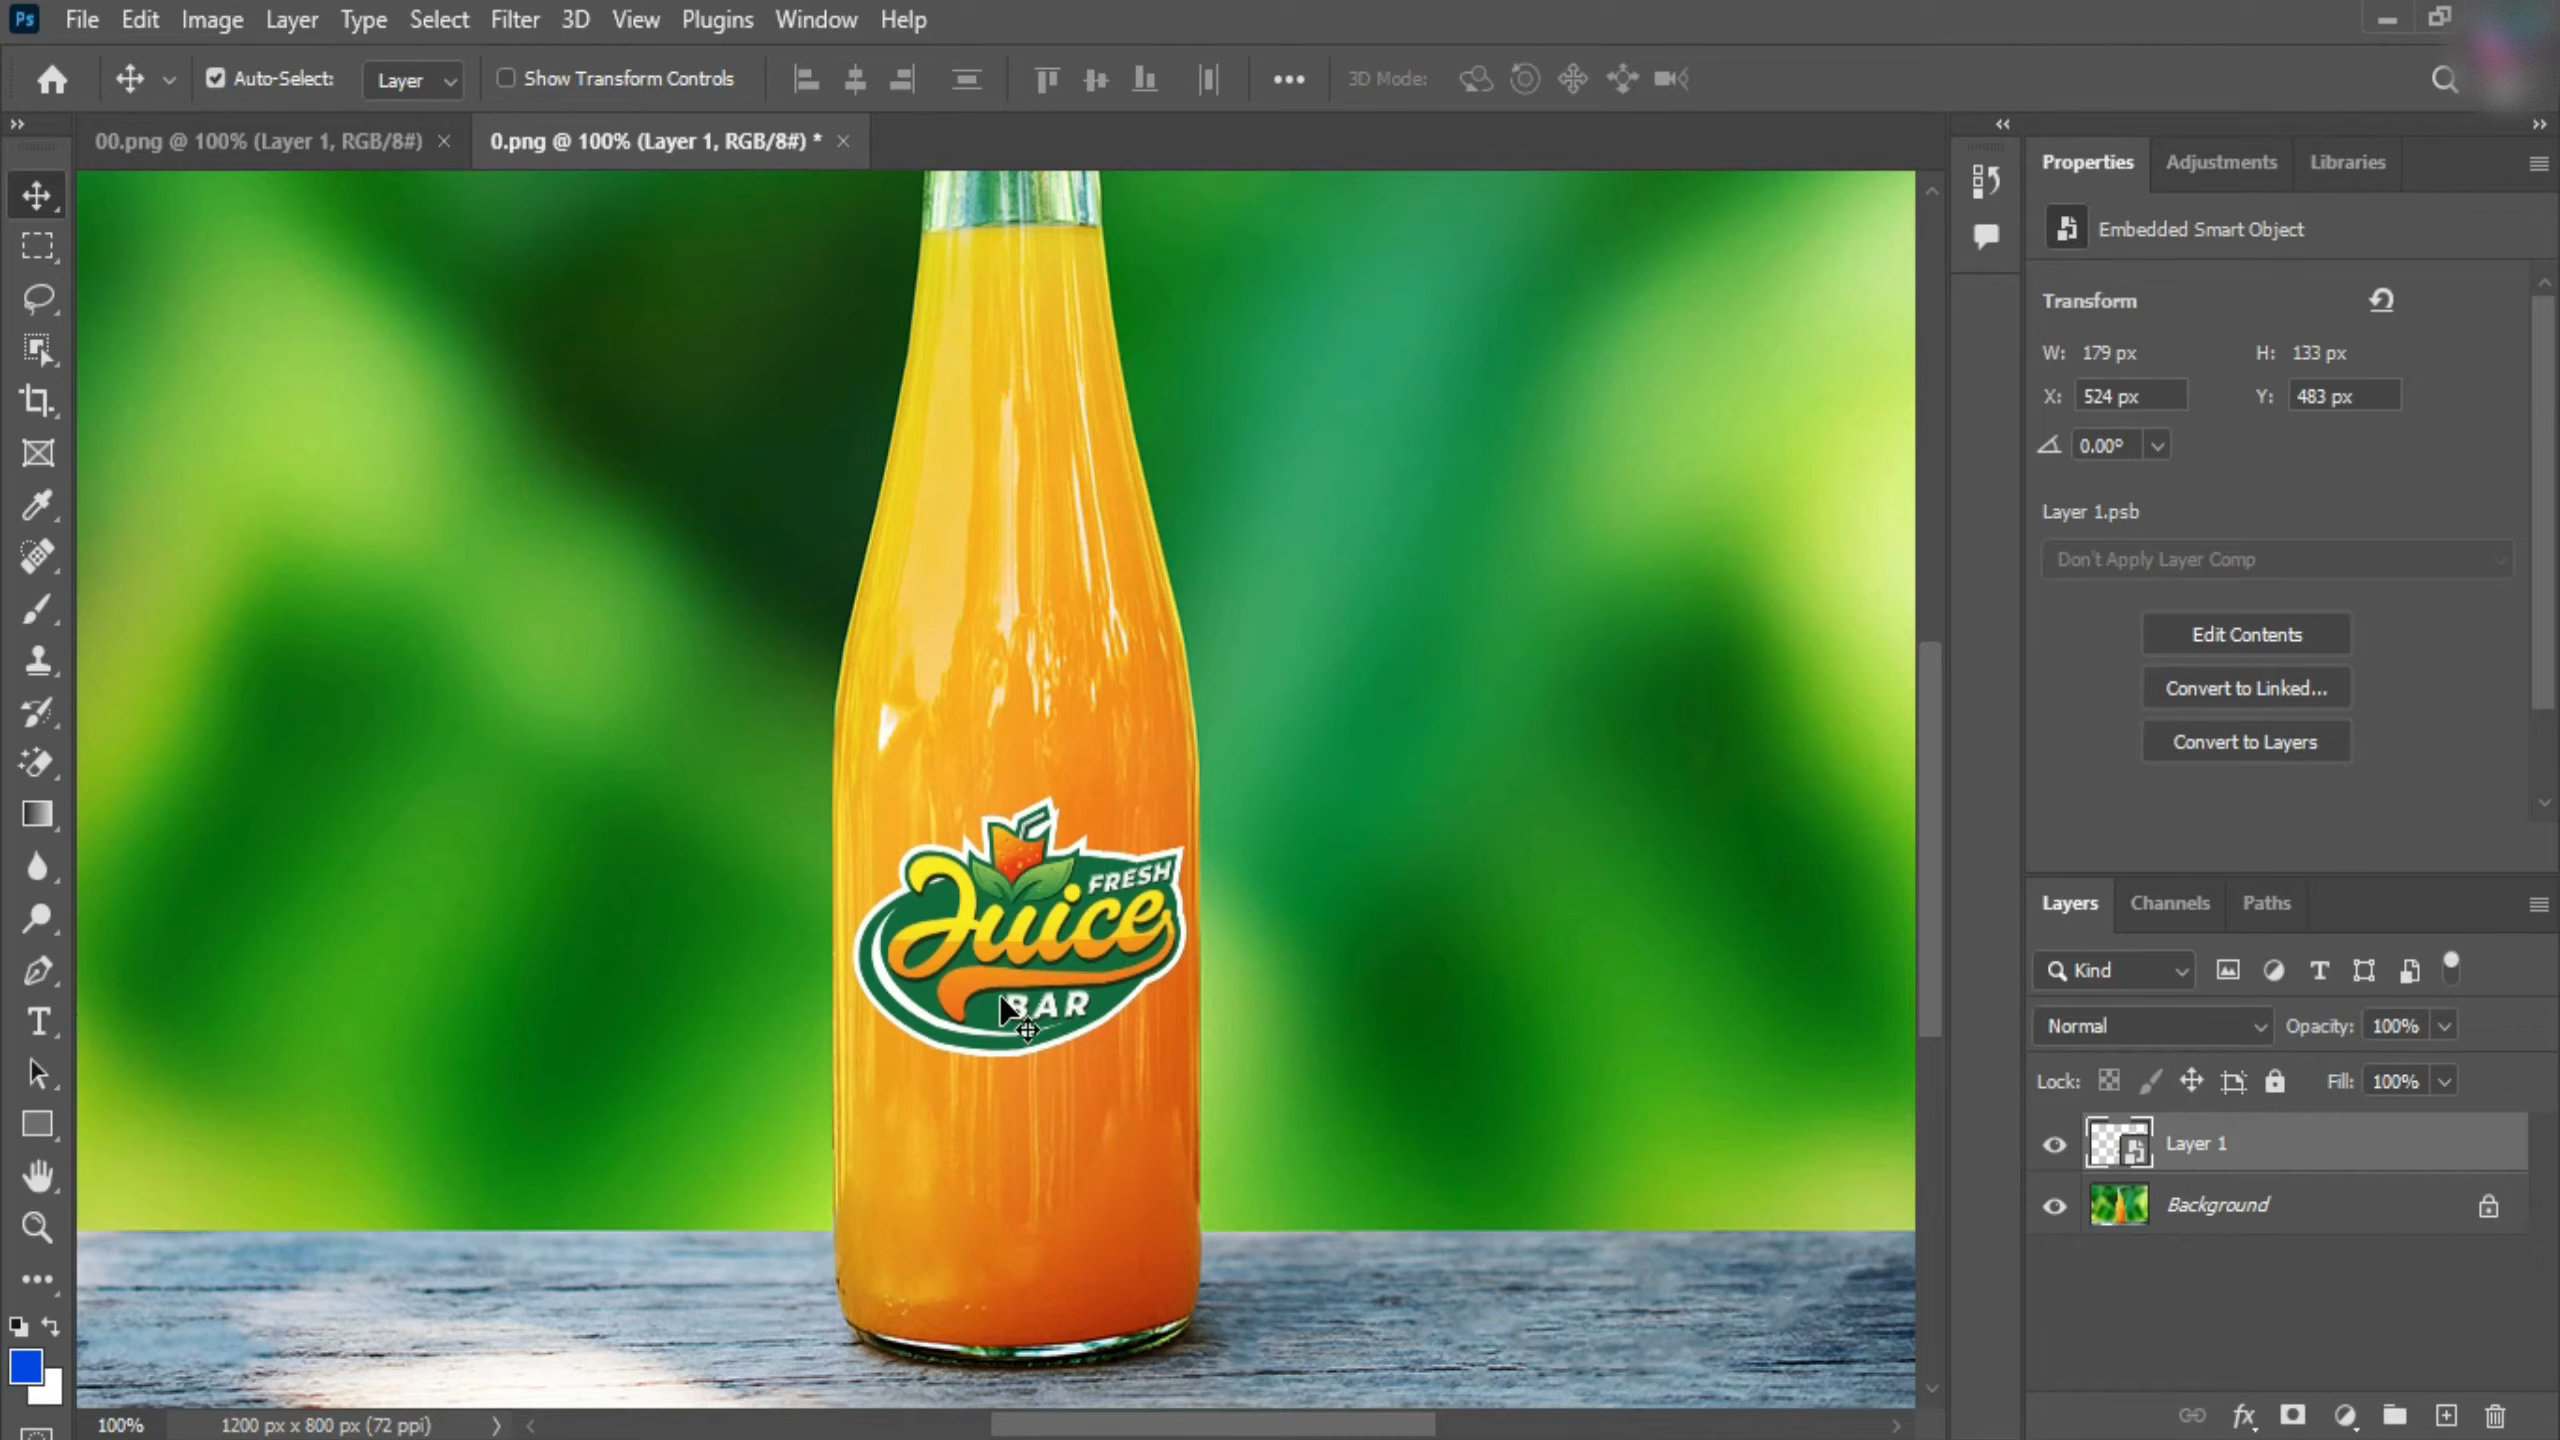 Ps File Edit Image Layer Type Select Filter 3D View Plugins Window Help
Auto-Select: Layer Show Transform Controls 3D Mode:
00.png @ 100% (Layer 1, RGB/8#) × 0.png @ 100% (Layer 1, RGB/8#) * ×
Properties Adjustments Libraries
Embedded Smart Object
Transform
W: 179 px H: 133 px
X: 524 px Y: 483 px
0.00°
Layer 1.psb
Don't Apply Layer Comp
Edit Contents
Convert to Linked...
Convert to Layers
FRESH
Juice
BAR
Layers Channels Paths
Kind
Normal Opacity: 100%
Lock: Fill: 100%
Layer 1
Background
100% 1200 px x 800 px (72 ppi)